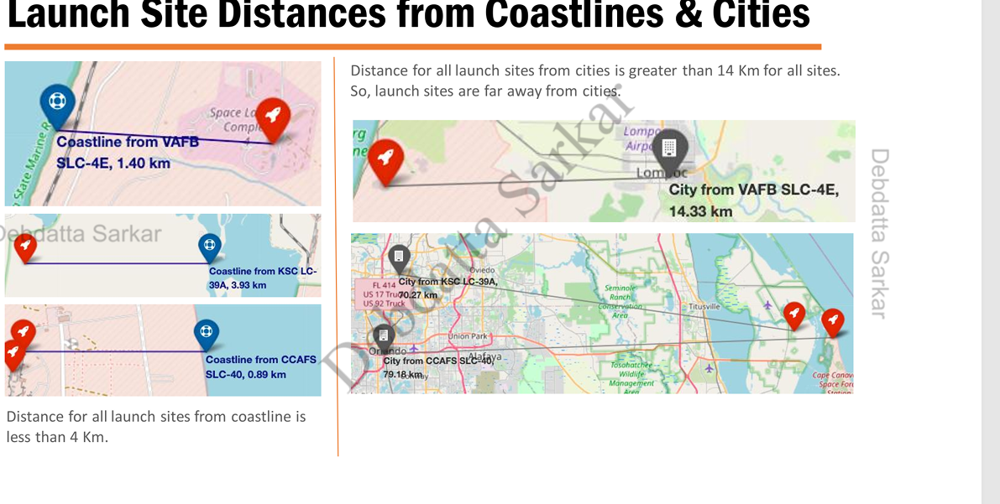 Launch Site Distances from Coastlines & Cities
Space La
Compl
4
State Marine R
Coastline from VAFB
SLC-4E, 1.40 km
Debdatta Sarkar
Coastline from KSC LC-
39A, 3.93 km
Coastline from CCAFS
SLC-40, 0.89 km
Distance for all launch sites from coastline is
less than 4 Km.
Distance for all launch sites from cities is greater than 14 Km for all sites.
So, launch sites are far away from cities.
rg
ne
Lompo
Airpo
Lompoc
City from VAFB SLC-4E,
14.33 km
Oviedo
City from KSC LC-39A,
70.27 km
FL 414
US 17 Truc
US 92 Truck
Seminole
Ranch
Conservation
Area
Titusville
Union Park
Orlando
Alafaya
City from CCAFS SLC-40,
79.18 km
Tosohatchee
Wildlife
Management
Area
Cape Canav
Space Forc
Station
Debdatta Sarkar
Debdatta Sarkar